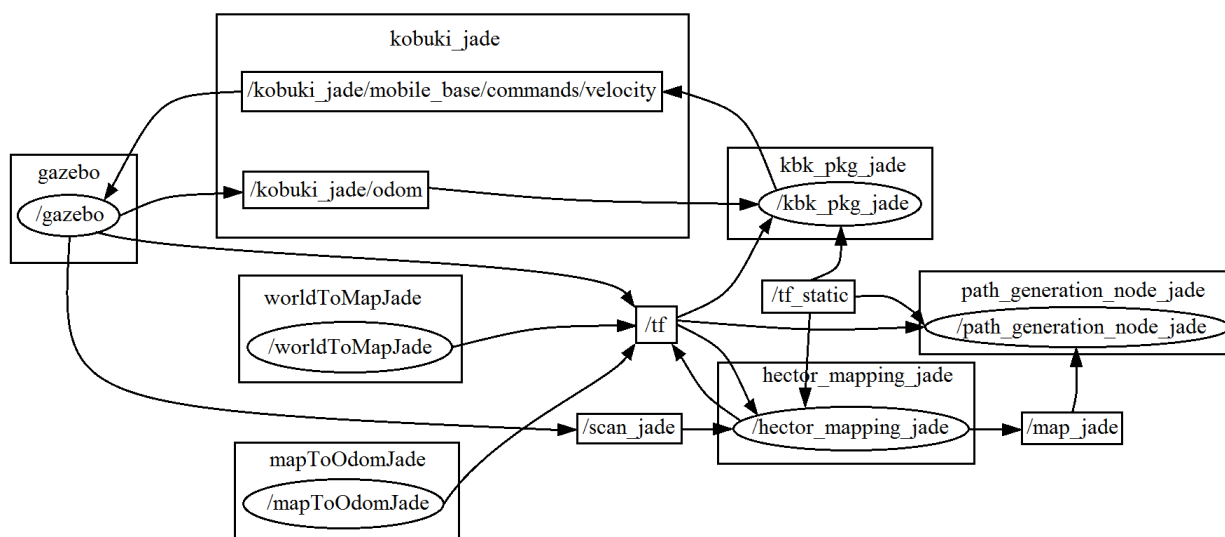 kobuki_jade
/kobuki_jade/mobile_base/commands/velocity
gazebo
/gazebo
/kobuki_jade/odom
kbk_pkg_jade
/kbk_pkg_jade
worldToMapJade
/worldToMapJade
/tf
/tf_static
path_generation_node_jade
/path_generation_node_jade
hector_mapping_jade
/hector_mapping_jade
/scan_jade
/map_jade
mapToOdomJade
/mapToOdomJade